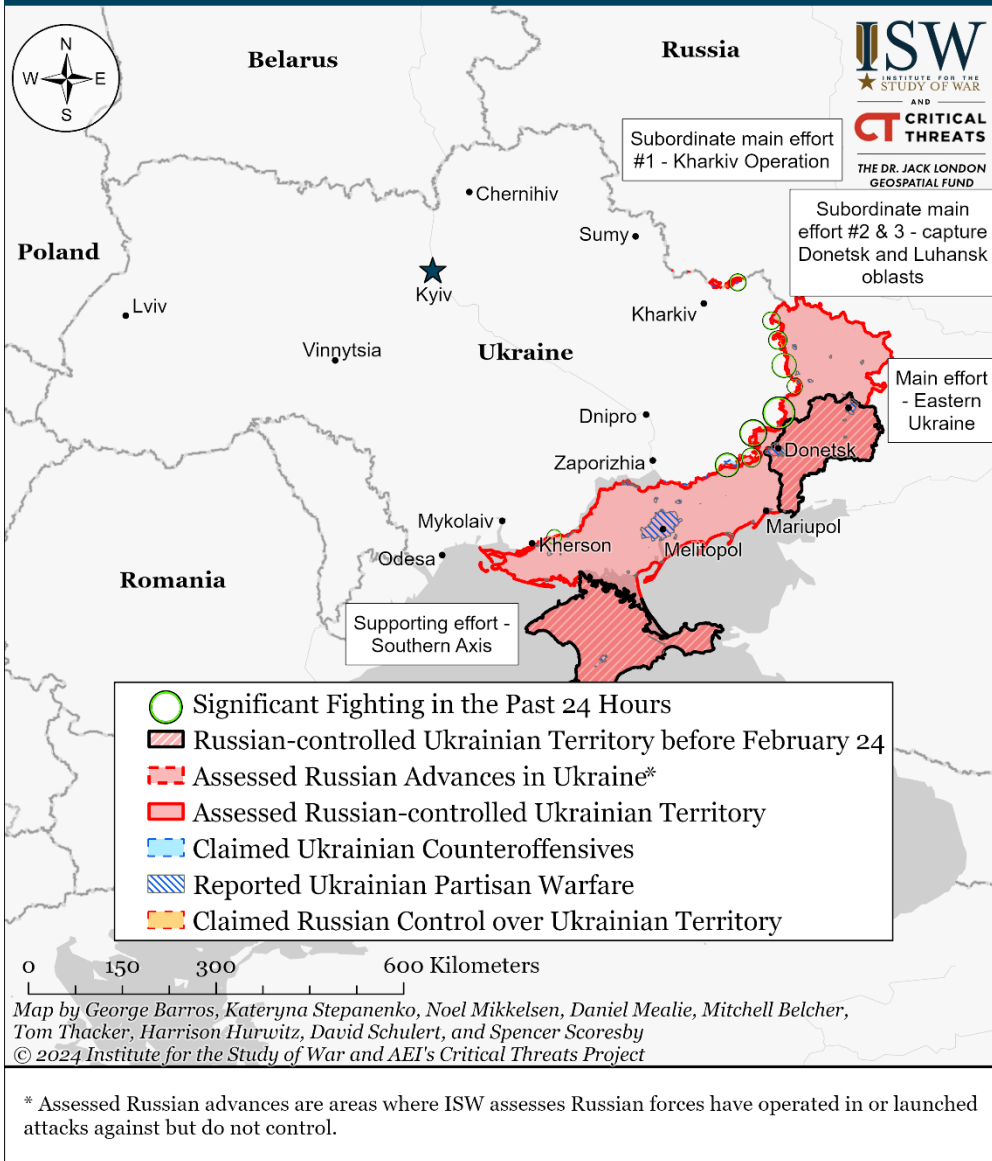 N
W E
S
Belarus
Russia
ISW
INSTITUTE FOR THE
STUDY OF WAR
AND
CT CRITICAL
THREATS
THE DR. JACK LONDON
GEOSPATIAL FUND
Subordinate main effort
#1 - Kharkiv Operation
Subordinate main
effort #2 & 3 - capture
Donetsk and Luhansk
oblasts
Chernihiv
Sumy
Poland
Kyiv
Lviv
Kharkiv
Vinnytsia
Ukraine
Main effort
- Eastern
Ukraine
Dnipro
Donetsk
Zaporizhia
Mariupol
Mykolaiv
Kherson
Melitopol
Odesa
Romania
Supporting effort -
Southern Axis
Significant Fighting in the Past 24 Hours
Russian-controlled Ukrainian Territory before February 24
Assessed Russian Advances in Ukraine*
Assessed Russian-controlled Ukrainian Territory
Claimed Ukrainian Counteroffensives
Reported Ukrainian Partisan Warfare
Claimed Russian Control over Ukrainian Territory
0 150 300 600 Kilometers
Map by George Barros, Kateryna Stepanenko, Noel Mikkelsen, Daniel Mealie, Mitchell Belcher,
Tom Thacker, Harrison Hurwitz, David Schulert, and Spencer Scoresby
© 2024 Institute for the Study of War and AEI's Critical Threats Project
* Assessed Russian advances are areas where ISW assesses Russian forces have operated in or launched
attacks against but do not control.